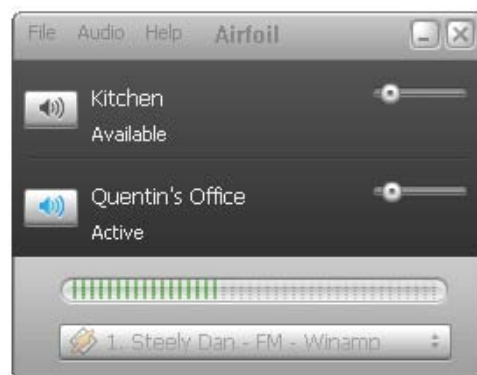 File Audio Help Airfoil
Kitchen
Available
Quentin's Office
Active
1. Steely Dan - FM - Winamp